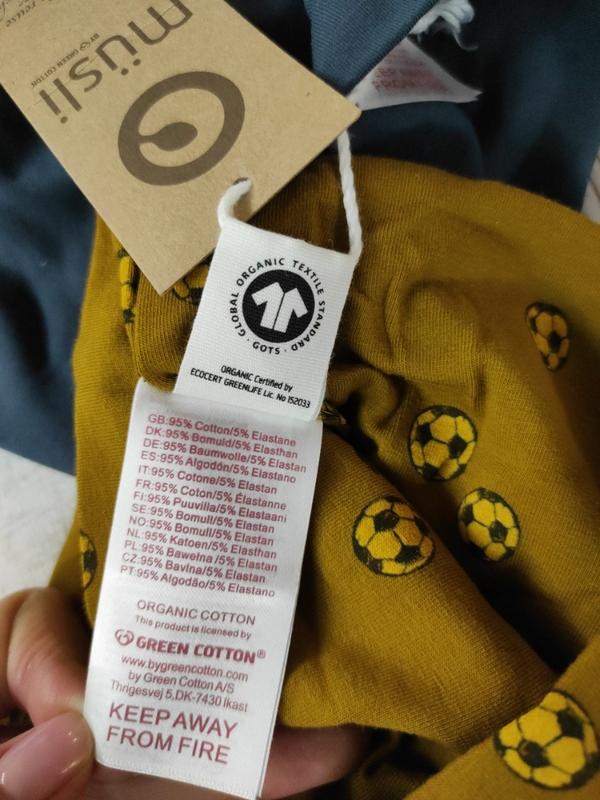 müsli
BY GREEN COTTON®
GLOBAL ORGANIC TEXTILE STANDARD · GOTS ·
ORGANIC Certified by
ECOCERT GREENLIFE Lic. No 152033
GB:95% Cotton/5% Elastane
DK:95% Bomuld/5% Elasthan
DE:95% Baumwolle/5% Elastan
ES:95% Algodón/5% Elastano
IT:95% Cotone/5% Elastan
FR:95% Coton/5% Élastanne
FI:95% Puuvilla/5% Elastaani
SE:95% Bomull/5% Elastan
NO:95% Bomull/5% Elastan
NL:95% Katoen/5% Elasthan
PL:95% Bawełna/5% Elastan
CZ:95% Bavlna/5% Elastan
PT:95% Algodão/5% Elastano
ORGANIC COTTON
This product is licensed by
GREEN COTTON®
www.bygreencotton.com
by Green Cotton A/S
Thrigesvej 5,DK-7430 Ikast
KEEP AWAY
FROM FIRE